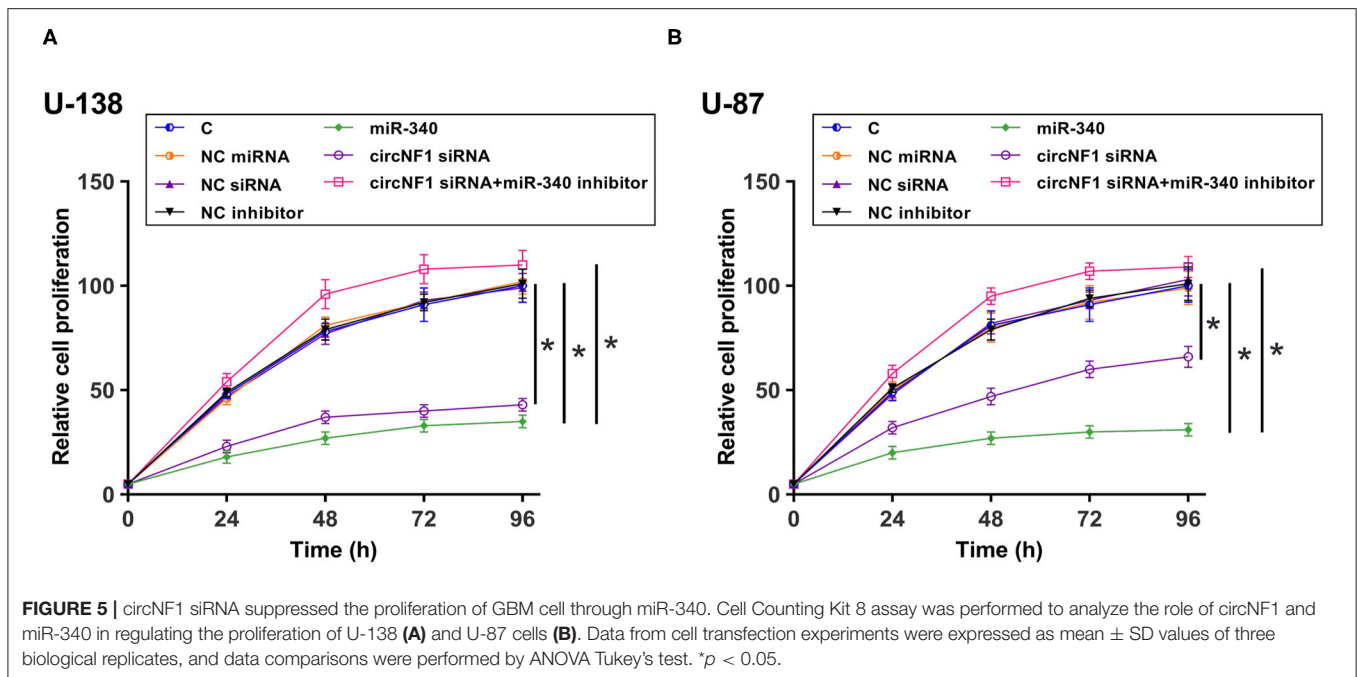 A
B
U-138
U-87
C
miR-340
NC miRNA
circNF1 siRNA
NC siRNA
circNF1 siRNA+miR-340 inhibitor
NC inhibitor
C
miR-340
NC miRNA
circNF1 siRNA
NC siRNA
circNF1 siRNA+miR-340 inhibitor
NC inhibitor
Relative cell proliferation
150
100
50
0
0 24 48 72 96
Time (h)
* * *
Relative cell proliferation
150
100
50
0
0 24 48 72 96
Time (h)
* * *
FIGURE 5 | circNF1 siRNA suppressed the proliferation of GBM cell through miR-340. Cell Counting Kit 8 assay was performed to analyze the role of circNF1 and
miR-340 in regulating the proliferation of U-138 (A) and U-87 cells (B). Data from cell transfection experiments were expressed as mean ± SD values of three
biological replicates, and data comparisons were performed by ANOVA Tukey's test. *p < 0.05.